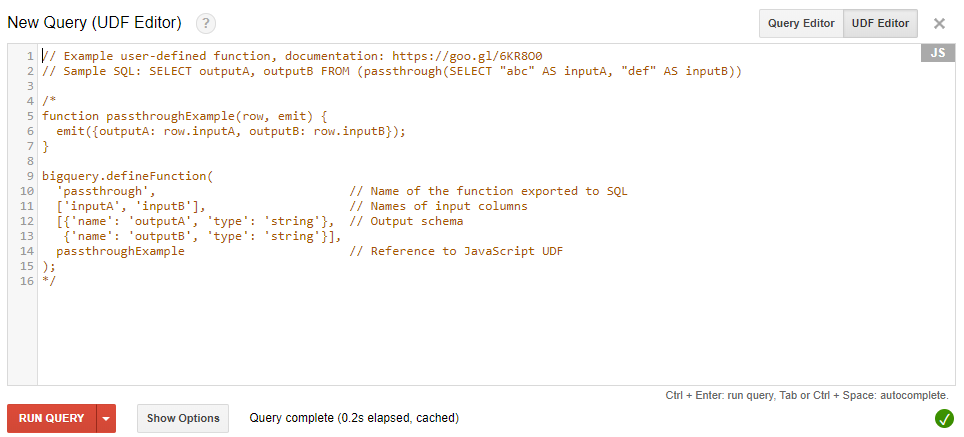 New Query (UDF Editor) ? Query Editor UDF Editor ×
JS
1 // Example user-defined function, documentation: https://goo.gl/6KR8O0
2 // Sample SQL: SELECT outputA, outputB FROM (passthrough(SELECT "abc" AS inputA, "def" AS inputB))
3
4 /*
5 function passthroughExample(row, emit) {
6   emit({outputA: row.inputA, outputB: row.inputB});
7 }
8
9 bigquery.defineFunction(
10   'passthrough',                           // Name of the function exported to SQL
11   ['inputA', 'inputB'],                    // Names of input columns
12   [{'name': 'outputA', 'type': 'string'},  // Output schema
13    {'name': 'outputB', 'type': 'string'}],
14   passthroughExample                       // Reference to JavaScript UDF
15 );
16 */
Ctrl + Enter: run query, Tab or Ctrl + Space: autocomplete.
RUN QUERY Show Options Query complete (0.2s elapsed, cached)